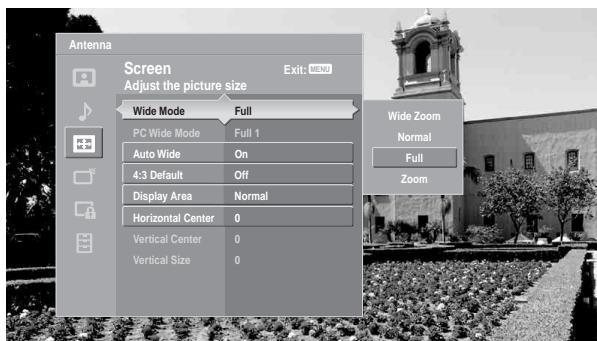 Antenna
Screen Exit: MENU
Adjust the picture size
Wide Mode Full
PC Wide Mode Full 1
Auto Wide On
4:3 Default Off
Display Area Normal
Horizontal Center 0
Vertical Center 0
Vertical Size 0
Wide Zoom
Normal
Full
Zoom